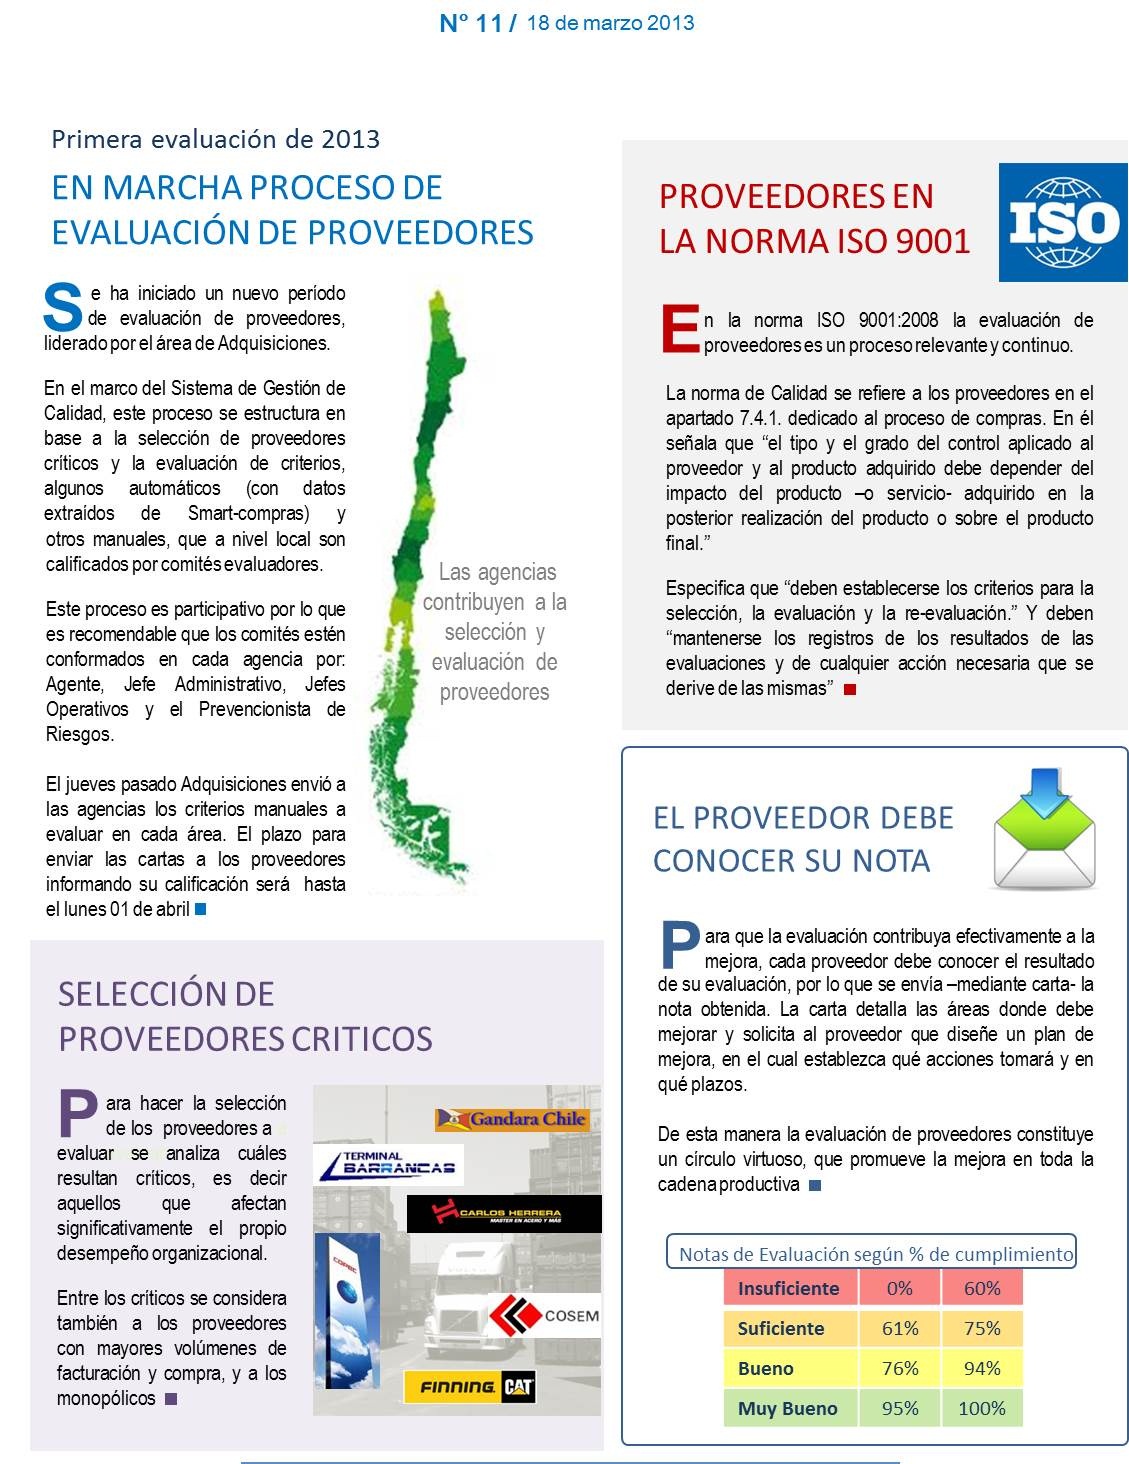 N° 11 / 18 de marzo 2013
Primera evaluación de 2013
EN MARCHA PROCESO DE
EVALUACIÓN DE PROVEEDORES
Se ha iniciado un nuevo período
de evaluación de proveedores,
liderado por el área de Adquisiciones.
En el marco del Sistema de Gestión de
Calidad, este proceso se estructura en
base a la selección de proveedores
críticos y la evaluación de criterios,
algunos automáticos (con datos
extraídos de Smart-compras) y
otros manuales, que a nivel local son
calificados por comités evaluadores.
Este proceso es participativo por lo que
es recomendable que los comités estén
conformados en cada agencia por:
Agente, Jefe Administrativo, Jefes
Operativos y el Prevencionista de
Riesgos.
El jueves pasado Adquisiciones envió a
las agencias los criterios manuales a
evaluar en cada área. El plazo para
enviar las cartas a los proveedores
informando su calificación será hasta
el lunes 01 de abril
Las agencias
contribuyen a la
selección y
evaluación de
proveedores
SELECCIÓN DE
PROVEEDORES CRITICOS
Para hacer la selección
de los proveedores a
evaluar se analiza cuáles
resultan críticos, es decir
aquellos que afectan
significativamente el propio
desempeño organizacional.
Entre los críticos se considera
también a los proveedores
con mayores volúmenes de
facturación y compra, y a los
monopólicos
Gandara Chile
TERMINAL
BARRANCAS
CARLOS HERRERA
MASTER EN ACERO Y MÁS
COPEC
COSEM
FINNING CAT
PROVEEDORES EN
LA NORMA ISO 9001
ISO
En la norma ISO 9001:2008 la evaluación de
proveedores es un proceso relevante y continuo.
La norma de Calidad se refiere a los proveedores en el
apartado 7.4.1. dedicado al proceso de compras. En él
señala que “el tipo y el grado del control aplicado al
proveedor y al producto adquirido debe depender del
impacto del producto –o servicio- adquirido en la
posterior realización del producto o sobre el producto
final.”
Especifica que “deben establecerse los criterios para la
selección, la evaluación y la re-evaluación.” Y deben
“mantenerse los registros de los resultados de las
evaluaciones y de cualquier acción necesaria que se
derive de las mismas”
EL PROVEEDOR DEBE
CONOCER SU NOTA
Para que la evaluación contribuya efectivamente a la
mejora, cada proveedor debe conocer el resultado
de su evaluación, por lo que se envía –mediante carta- la
nota obtenida. La carta detalla las áreas donde debe
mejorar y solicita al proveedor que diseñe un plan de
mejora, en el cual establezca qué acciones tomará y en
qué plazos.
De esta manera la evaluación de proveedores constituye
un círculo virtuoso, que promueve la mejora en toda la
cadena productiva
Notas de Evaluación según % de cumplimiento
Insuficiente 0% 60%
Suficiente 61% 75%
Bueno 76% 94%
Muy Bueno 95% 100%